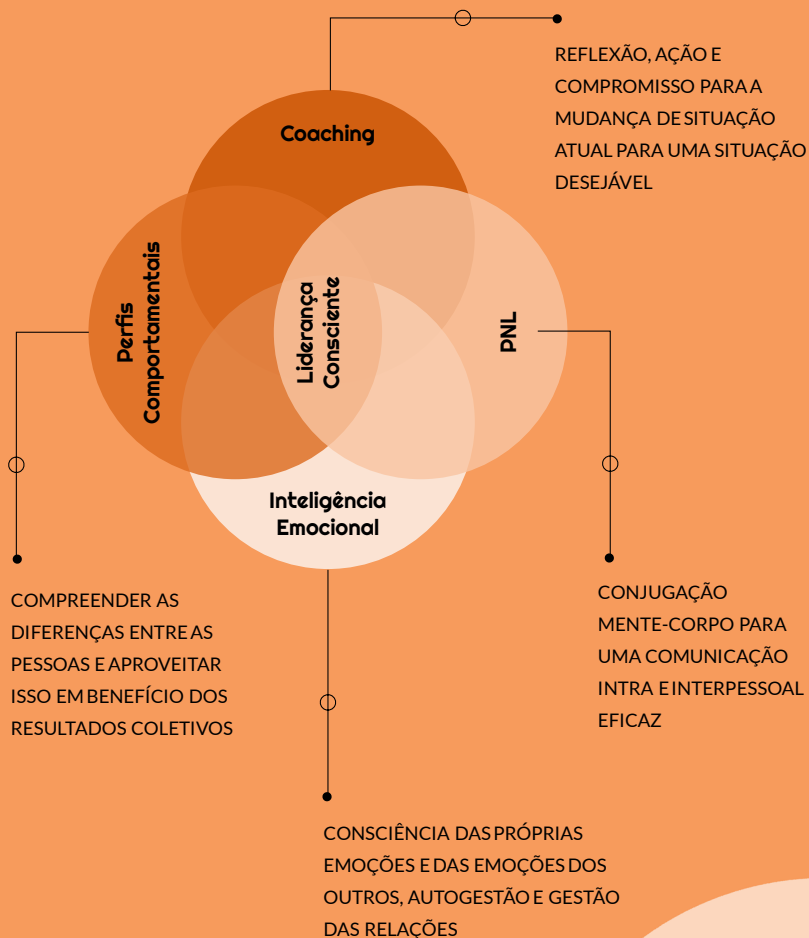 REFLEXÃO, AÇÃO E
COMPROMISSO PARA A
MUDANÇA DE SITUAÇÃO
ATUAL PARA UMA SITUAÇÃO
DESEJÁVEL
Coaching
Perfis
Comportamentais
Liderança
Consciente
PNL
Inteligência
Emocional
COMPREENDER AS
DIFERENÇAS ENTRE AS
PESSOAS E APROVEITAR
ISSO EM BENEFÍCIO DOS
RESULTADOS COLETIVOS
CONJUGAÇÃO
MENTE-CORPO PARA
UMA COMUNICAÇÃO
INTRA E INTERPESSOAL
EFICAZ
CONSCIÊNCIA DAS PRÓPRIAS
EMOÇÕES E DAS EMOÇÕES DOS
OUTROS, AUTOGESTÃO E GESTÃO
DAS RELAÇÕES